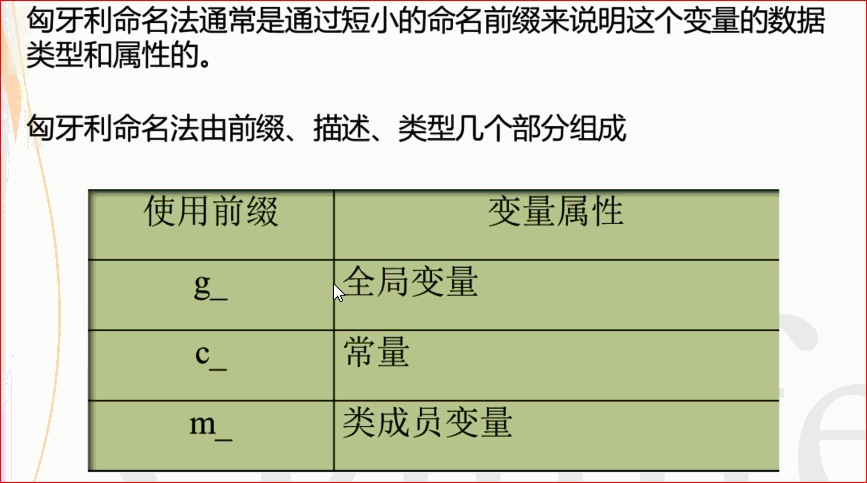 匈牙利命名法通常是通过短小的命名前缀来说明这个变量的数据
类型和属性的。
匈牙利命名法由前缀、描述、类型几个部分组成
使用前缀 变量属性
g_ 全局变量
c_ 常量
m_ 类成员变量